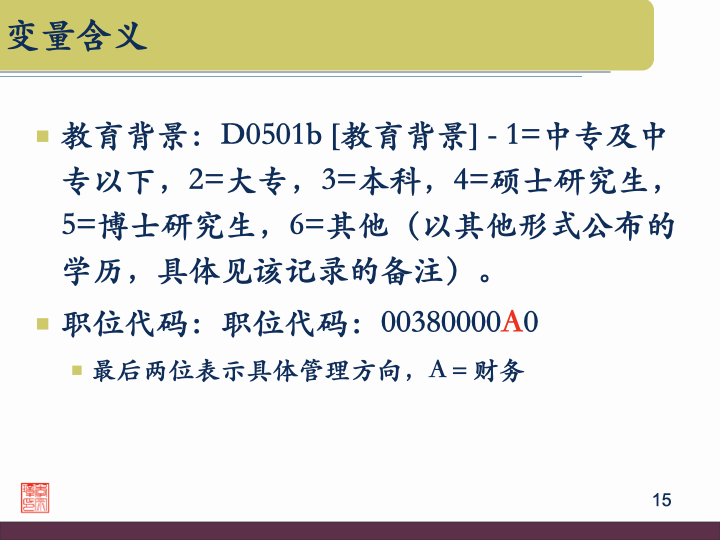 变量含义
教育背景：D0501b [教育背景] - 1=中专及中
专以下，2=大专，3=本科，4=硕士研究生，
5=博士研究生，6=其他（以其他形式公布的
学历，具体见该记录的备注）。
职位代码：职位代码：00380000A0
最后两位表示具体管理方向，A = 财务
15